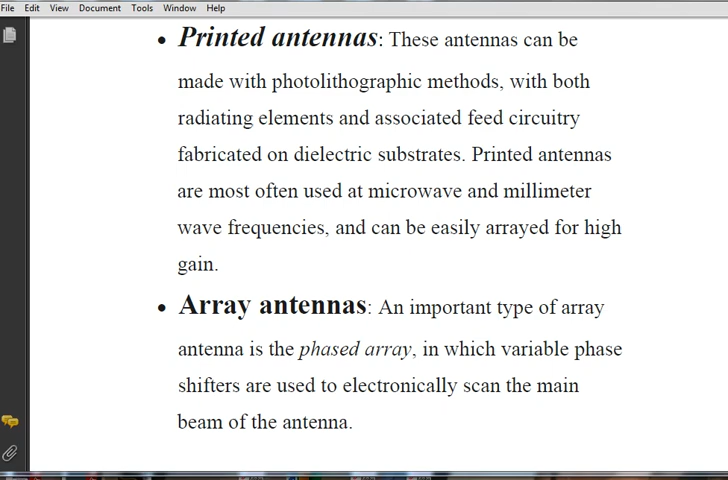 File Edit View Document Tools Window Help
• Printed antennas: These antennas can be
made with photolithographic methods, with both
radiating elements and associated feed circuitry
fabricated on dielectric substrates. Printed antennas
are most often used at microwave and millimeter
wave frequencies, and can be easily arrayed for high
gain.
• Array antennas: An important type of array
antenna is the phased array, in which variable phase
shifters are used to electronically scan the main
beam of the antenna.